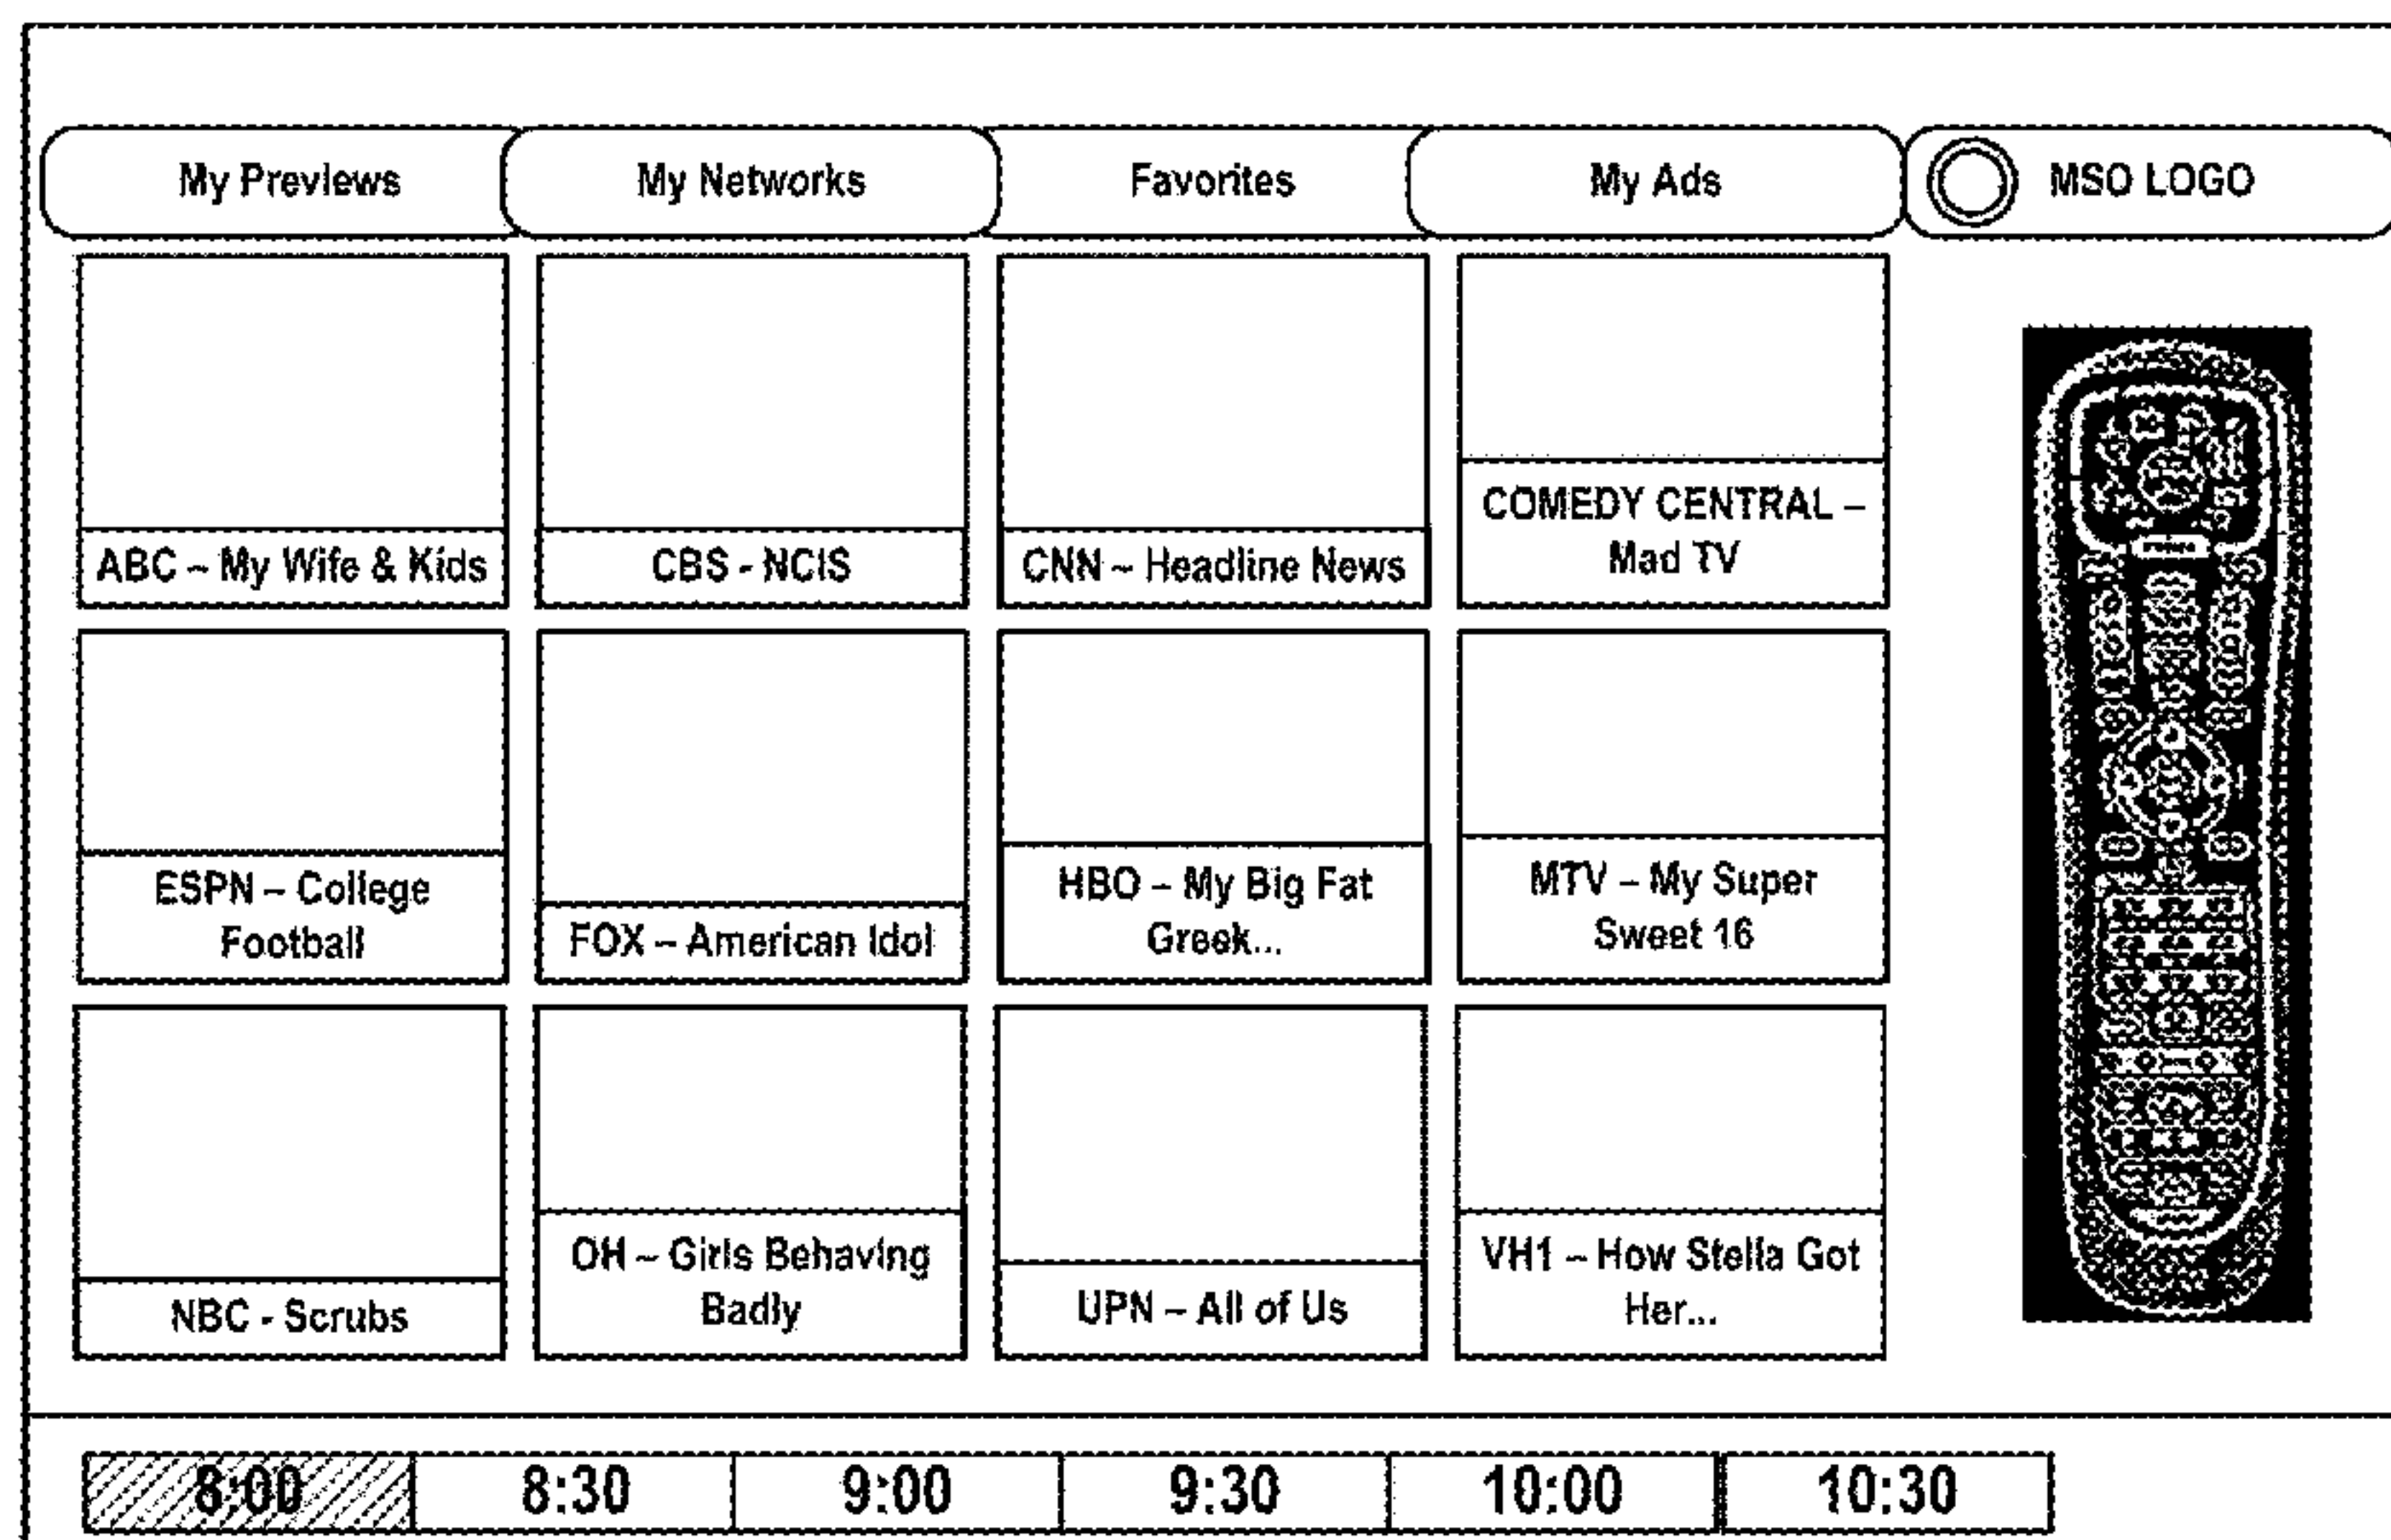 My Previews
My Networks
Favorites
My Ads
MSO LOGO
ABC – My Wife & Kids
CBS - NCIS
CNN – Headline News
COMEDY CENTRAL –
Mad TV
ESPN – College
Football
FOX – American Idol
HBO – My Big Fat
Greek...
MTV – My Super
Sweet 16
NBC - Scrubs
OH – Girls Behaving
Badly
UPN – All of Us
VH1 – How Stella Got
Her...
8:00
8:30
9:00
9:30
10:00
10:30